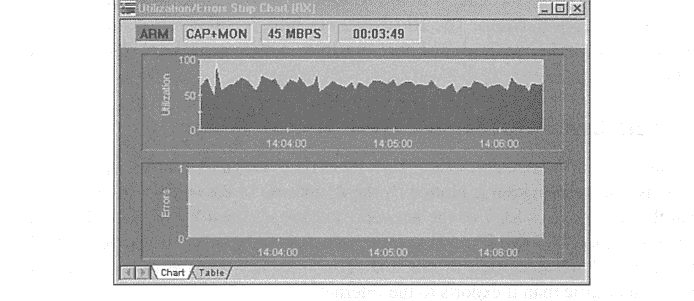 Utilization/Errors Strip Chart (RX)
ARM CAP+MON 45 MBPS 00:03:49
100
Utilization
50
0
14:04:00 14:05:00 14:06:00
1
Errors
0
14:04:00 14:05:00 14:06:00
Chart Table